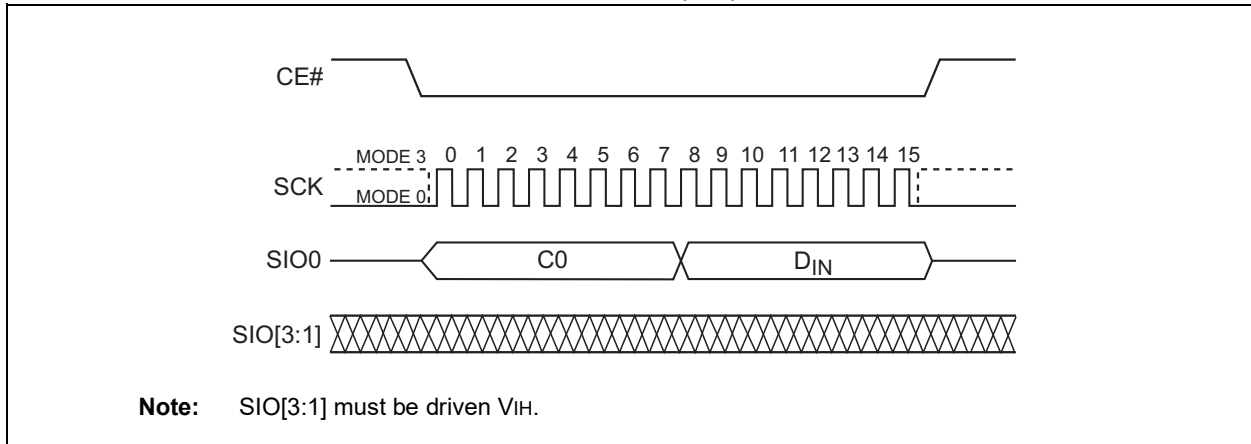 CE#
MODE 3 0 1 2 3 4 5 6 7 8 9 10 11 12 13 14 15
SCK
MODE 0
SIO0 C0 DIN
SIO[3:1]
Note: SIO[3:1] must be driven VIH.